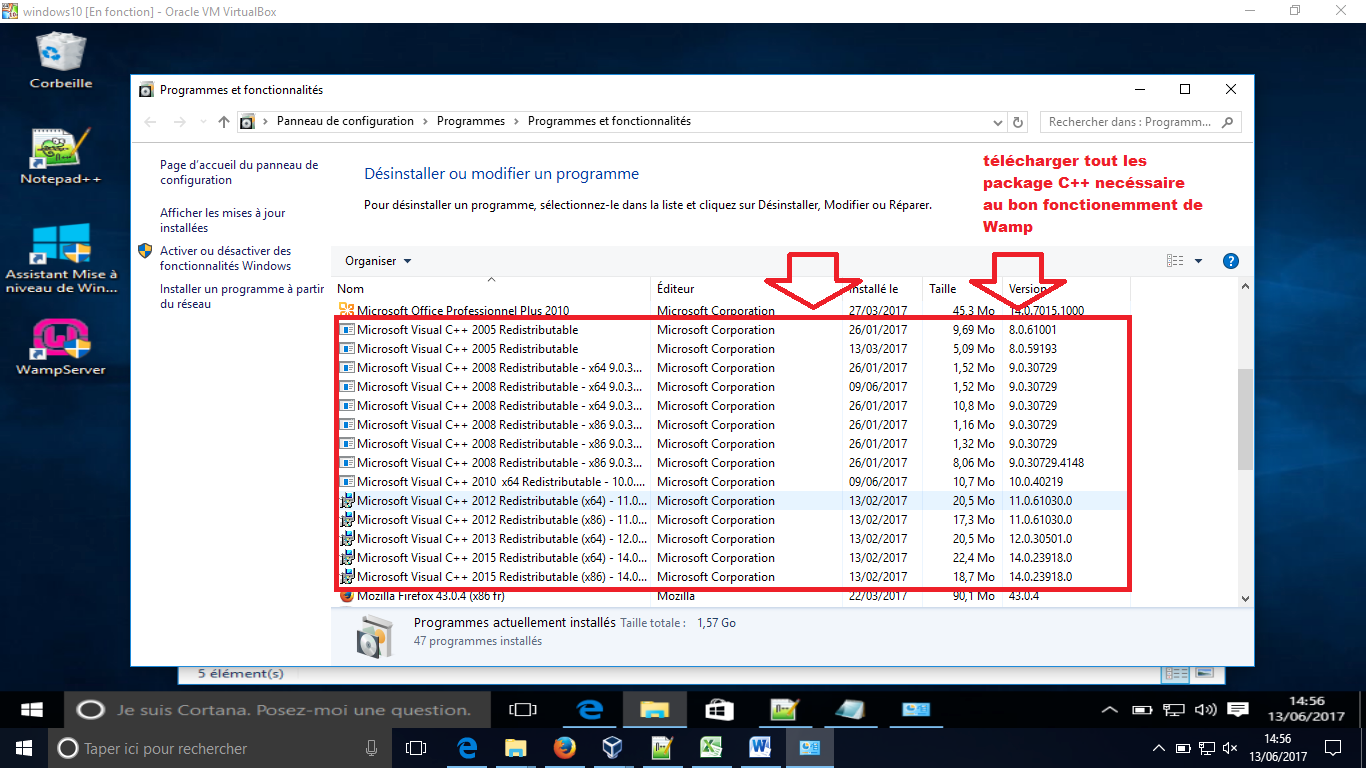 windows10 [En fonction] - Oracle VM VirtualBox
Corbeille
Notepad++
Assistant Mise à
niveau de Win...
WampServer
Programmes et fonctionnalités
Panneau de configuration > Programmes > Programmes et fonctionnalités
Rechercher dans : Programm...
Page d'accueil du panneau de
configuration
Afficher les mises à jour
installées
Activer ou désactiver des
fonctionnalités Windows
Installer un programme à partir
du réseau
Désinstaller ou modifier un programme
Pour désinstaller un programme, sélectionnez-le dans la liste et cliquez sur Désinstaller, Modifier ou Réparer.
télécharger tout les
package C++ necéssaire
au bon fonctionemment de
Wamp
Organiser
Nom Éditeur Installé le Taille Version
Microsoft Office Professionnel Plus 2010 Microsoft Corporation 27/03/2017 45,3 Mo 14.0.7015.1000
Microsoft Visual C++ 2005 Redistributable Microsoft Corporation 26/01/2017 9,69 Mo 8.0.61001
Microsoft Visual C++ 2005 Redistributable Microsoft Corporation 13/03/2017 5,09 Mo 8.0.59193
Microsoft Visual C++ 2008 Redistributable - x64 9.0.3... Microsoft Corporation 26/01/2017 1,52 Mo 9.0.30729
Microsoft Visual C++ 2008 Redistributable - x64 9.0.3... Microsoft Corporation 09/06/2017 1,52 Mo 9.0.30729
Microsoft Visual C++ 2008 Redistributable - x64 9.0.3... Microsoft Corporation 26/01/2017 10,8 Mo 9.0.30729
Microsoft Visual C++ 2008 Redistributable - x86 9.0.3... Microsoft Corporation 26/01/2017 1,16 Mo 9.0.30729
Microsoft Visual C++ 2008 Redistributable - x86 9.0.3... Microsoft Corporation 26/01/2017 1,32 Mo 9.0.30729
Microsoft Visual C++ 2008 Redistributable - x86 9.0.3... Microsoft Corporation 26/01/2017 8,06 Mo 9.0.30729.4148
Microsoft Visual C++ 2010 x64 Redistributable - 10.0.... Microsoft Corporation 09/06/2017 10,7 Mo 10.0.40219
Microsoft Visual C++ 2012 Redistributable (x64) - 11.0... Microsoft Corporation 13/02/2017 20,5 Mo 11.0.61030.0
Microsoft Visual C++ 2012 Redistributable (x86) - 11.0... Microsoft Corporation 13/02/2017 17,3 Mo 11.0.61030.0
Microsoft Visual C++ 2013 Redistributable (x64) - 12.0... Microsoft Corporation 13/02/2017 20,5 Mo 12.0.30501.0
Microsoft Visual C++ 2015 Redistributable (x64) - 14.0... Microsoft Corporation 13/02/2017 22,4 Mo 14.0.23918.0
Microsoft Visual C++ 2015 Redistributable (x86) - 14.0... Microsoft Corporation 13/02/2017 18,7 Mo 14.0.23918.0
Mozilla Firefox 43.0.4 (x86 fr) Mozilla 22/03/2017 90,1 Mo 43.0.4
Programmes actuellement installés Taille totale : 1,57 Go
47 programmes installés
5 élément(s)
Je suis Cortana. Posez-moi une question.
14:56
13/06/2017
Taper ici pour rechercher
14:56
13/06/2017